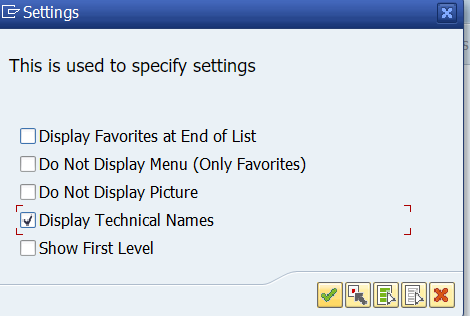 Settings
This is used to specify settings
Display Favorites at End of List
Do Not Display Menu (Only Favorites)
Do Not Display Picture
Display Technical Names
Show First Level